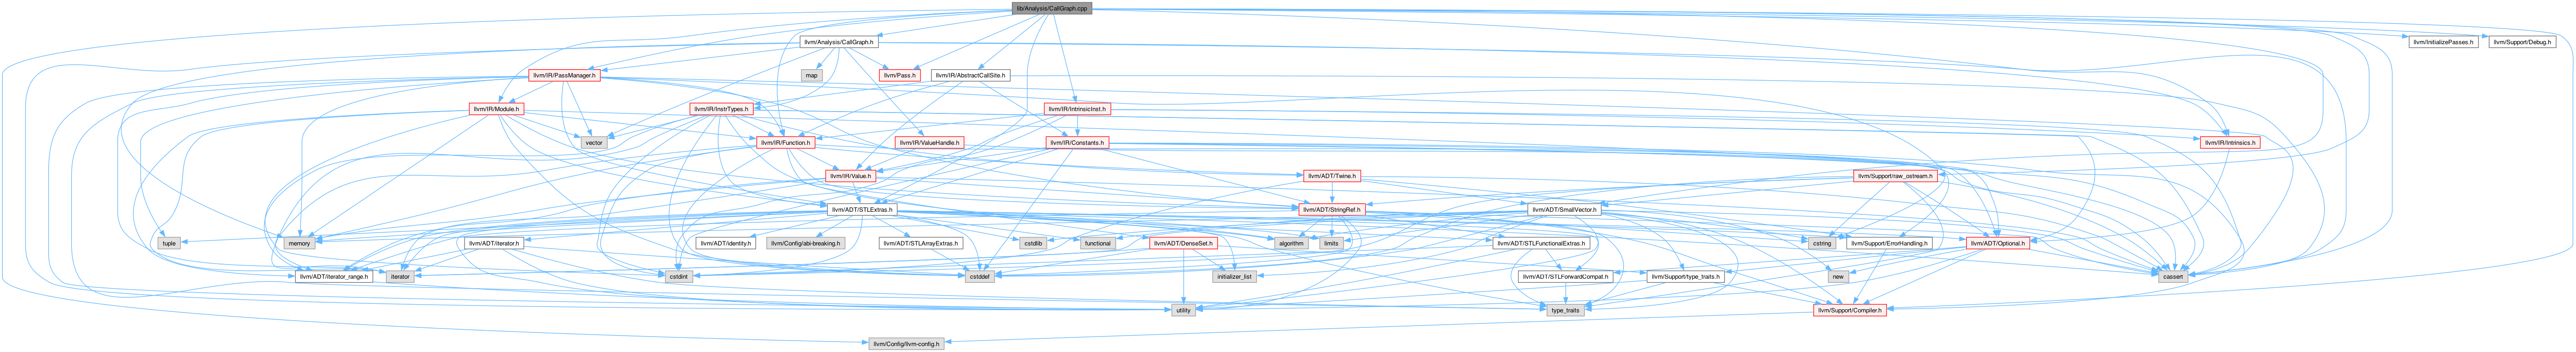 lib/Analysis/CallGraph.cpp
llvm/Analysis/CallGraph.h
llvm/InitializePasses.h
llvm/Support/Debug.h
llvm/IR/PassManager.h
map
llvm/Pass.h
llvm/IR/AbstractCallSite.h
llvm/IR/Module.h
llvm/IR/InstrTypes.h
llvm/IR/IntrinsicInst.h
vector
llvm/IR/Function.h
llvm/IR/ValueHandle.h
llvm/IR/Constants.h
llvm/IR/Intrinsics.h
llvm/IR/Value.h
llvm/ADT/Twine.h
llvm/Support/raw_ostream.h
llvm/ADT/STLExtras.h
llvm/ADT/StringRef.h
llvm/ADT/SmallVector.h
tuple
memory
llvm/ADT/iterator.h
llvm/ADT/identity.h
llvm/Config/abi-breaking.h
llvm/ADT/STLArrayExtras.h
cstdlib
functional
llvm/ADT/DenseSet.h
algorithm
limits
llvm/ADT/STLFunctionalExtras.h
cstring
llvm/Support/ErrorHandling.h
llvm/ADT/Optional.h
llvm/ADT/iterator_range.h
iterator
cstdint
cstddef
initializer_list
llvm/ADT/STLForwardCompat.h
llvm/Support/type_traits.h
new
cassert
utility
type_traits
llvm/Support/Compiler.h
llvm/Config/llvm-config.h